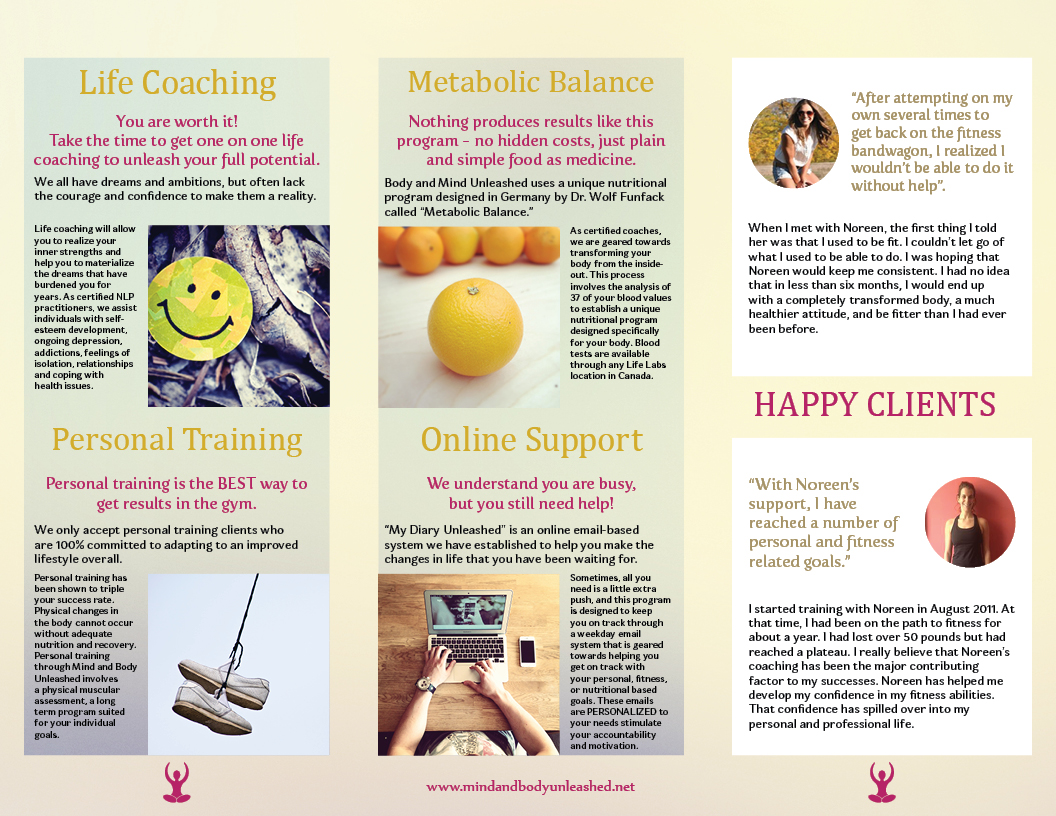 Life Coaching
You are worth it!
Take the time to get one on one life
coaching to unleash your full potential.
We all have dreams and ambitions, but often lack
the courage and confidence to make them a reality.
Life coaching will allow
you to realize your
inner strengths and
help you to materialize
the dreams that have
burdened you for
years. As certified NLP
practitioners, we assist
individuals with self-
esteem development,
ongoing depression,
addictions, feelings of
isolation, relationships
and coping with
health issues.
Personal Training
Personal training is the BEST way to
get results in the gym.
We only accept personal training clients who
are 100% committed to adapting to an improved
lifestyle overall.
Personal training has
been shown to triple
your success rate.
Physical changes in
the body cannot occur
without adequate
nutrition and recovery.
Personal training
through Mind and Body
Unleashed involves
a physical muscular
assessment, a long
term program suited
for your individual
goals.
Metabolic Balance
Nothing produces results like this
program – no hidden costs, just plain
and simple food as medicine.
Body and Mind Unleashed uses a unique nutritional
program designed in Germany by Dr. Wolf Funfack
called “Metabolic Balance.”
As certified coaches,
we are geared towards
transforming your
body from the inside-
out. This process
involves the analysis of
37 of your blood values
to establish a unique
nutritional program
designed specifically
for your body. Blood
tests are available
through any Life Labs
location in Canada.
Online Support
We understand you are busy,
but you still need help!
“My Diary Unleashed” is an online email-based
system we have established to help you make the
changes in life that you have been waiting for.
Sometimes, all you
need is a little extra
push, and this program
is designed to keep
you on track through
a weekday email
system that is geared
towards helping you
get on track with
your personal, fitness,
or nutritional based
goals. These emails
are PERSONALIZED to
your needs stimulate
your accountability
and motivation.
www.mindandbodyunleashed.net
“After attempting on my
own several times to
get back on the fitness
bandwagon, I realized I
wouldn’t be able to do it
without help”.
When I met with Noreen, the first thing I told
her was that I used to be fit. I couldn’t let go of
what I used to be able to do. I was hoping that
Noreen would keep me consistent. I had no idea
that in less than six months, I would end up
with a completely transformed body, a much
healthier attitude, and be fitter than I had ever
been before.
HAPPY CLIENTS
“With Noreen’s
support, I have
reached a number of
personal and fitness
related goals.”
I started training with Noreen in August 2011. At
that time, I had been on the path to fitness for
about a year. I had lost over 50 pounds but had
reached a plateau. I really believe that Noreen’s
coaching has been the major contributing
factor to my successes. Noreen has helped me
develop my confidence in my fitness abilities.
That confidence has spilled over into my
personal and professional life.